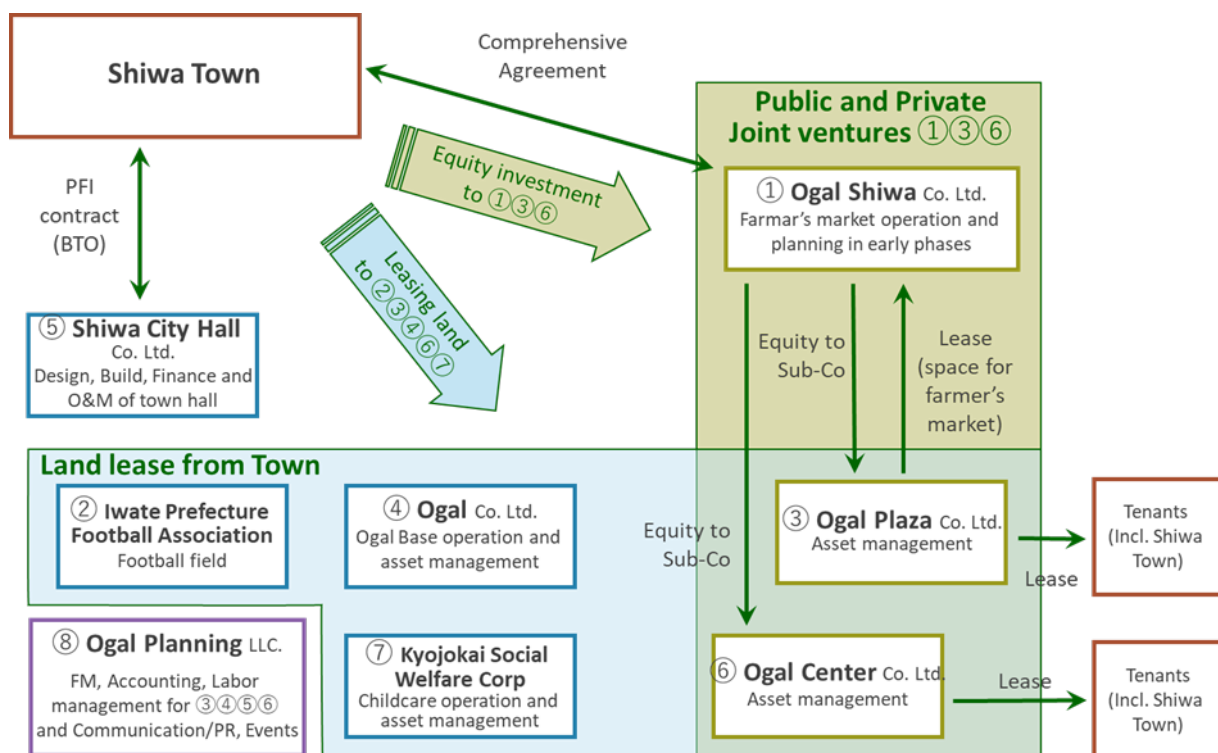 Shiwa Town
Comprehensive
Agreement
Public and Private
Joint ventures ①③⑥
Equity investment
to ①③⑥
PFI
contract
(BTO)
Leasing land
to ②③④⑥⑦
① Ogal Shiwa Co. Ltd.
Farmar's market operation and
planning in early phases
⑤ Shiwa City Hall
Co. Ltd.
Design, Build, Finance and
O&M of town hall
Equity to
Sub-Co
Lease
(space for
farmer's
market)
Land lease from Town
② Iwate Prefecture
Football Association
Football field
④ Ogal Co. Ltd.
Ogal Base operation and
asset management
Equity to
Sub-Co
③ Ogal Plaza Co. Ltd.
Asset management
Lease
Tenants
(Incl. Shiwa
Town)
⑧ Ogal Planning LLC.
FM, Accounting, Labor
management for ③④⑤⑥
and Communication/PR, Events
⑦ Kyojokai Social
Welfare Corp
Childcare operation and
asset management
⑥ Ogal Center Co. Ltd.
Asset management
Lease
Tenants
(Incl. Shiwa
Town)